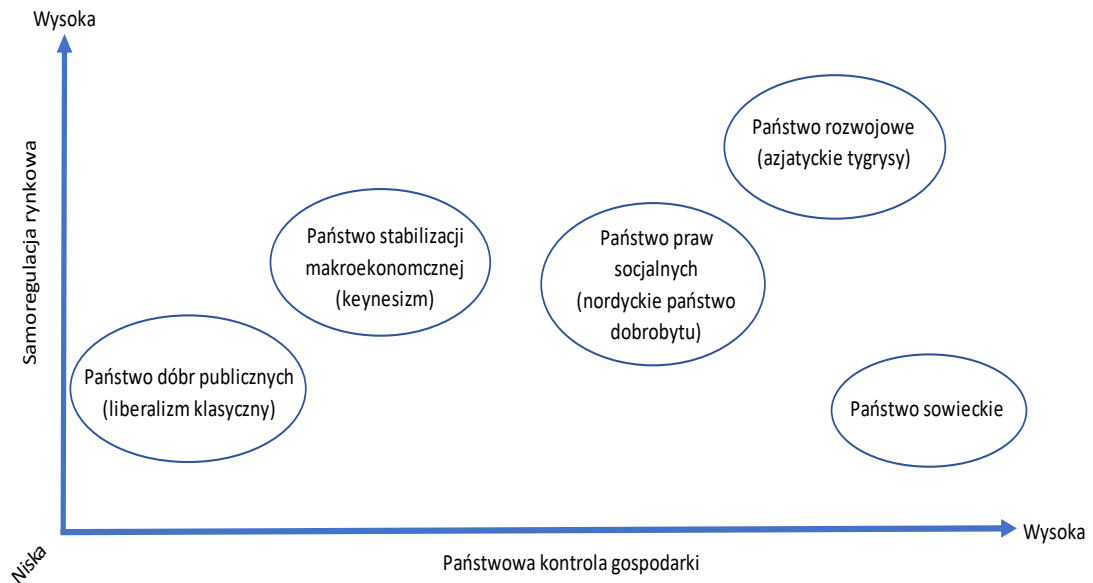 Wysoka
Samoregulacja rynkowa
Państwo rozwojowe
(azjatyckie tygrysy)
Państwo stabilizacji
makroekonomcznej
(keynesizm)
Państwo praw
socjalnych
(nordyckie państwo
dobrobytu)
Państwo dóbr publicznych
(liberalizm klasyczny)
Państwo sowieckie
Wysoka
Państwowa kontrola gospodarki
Niska